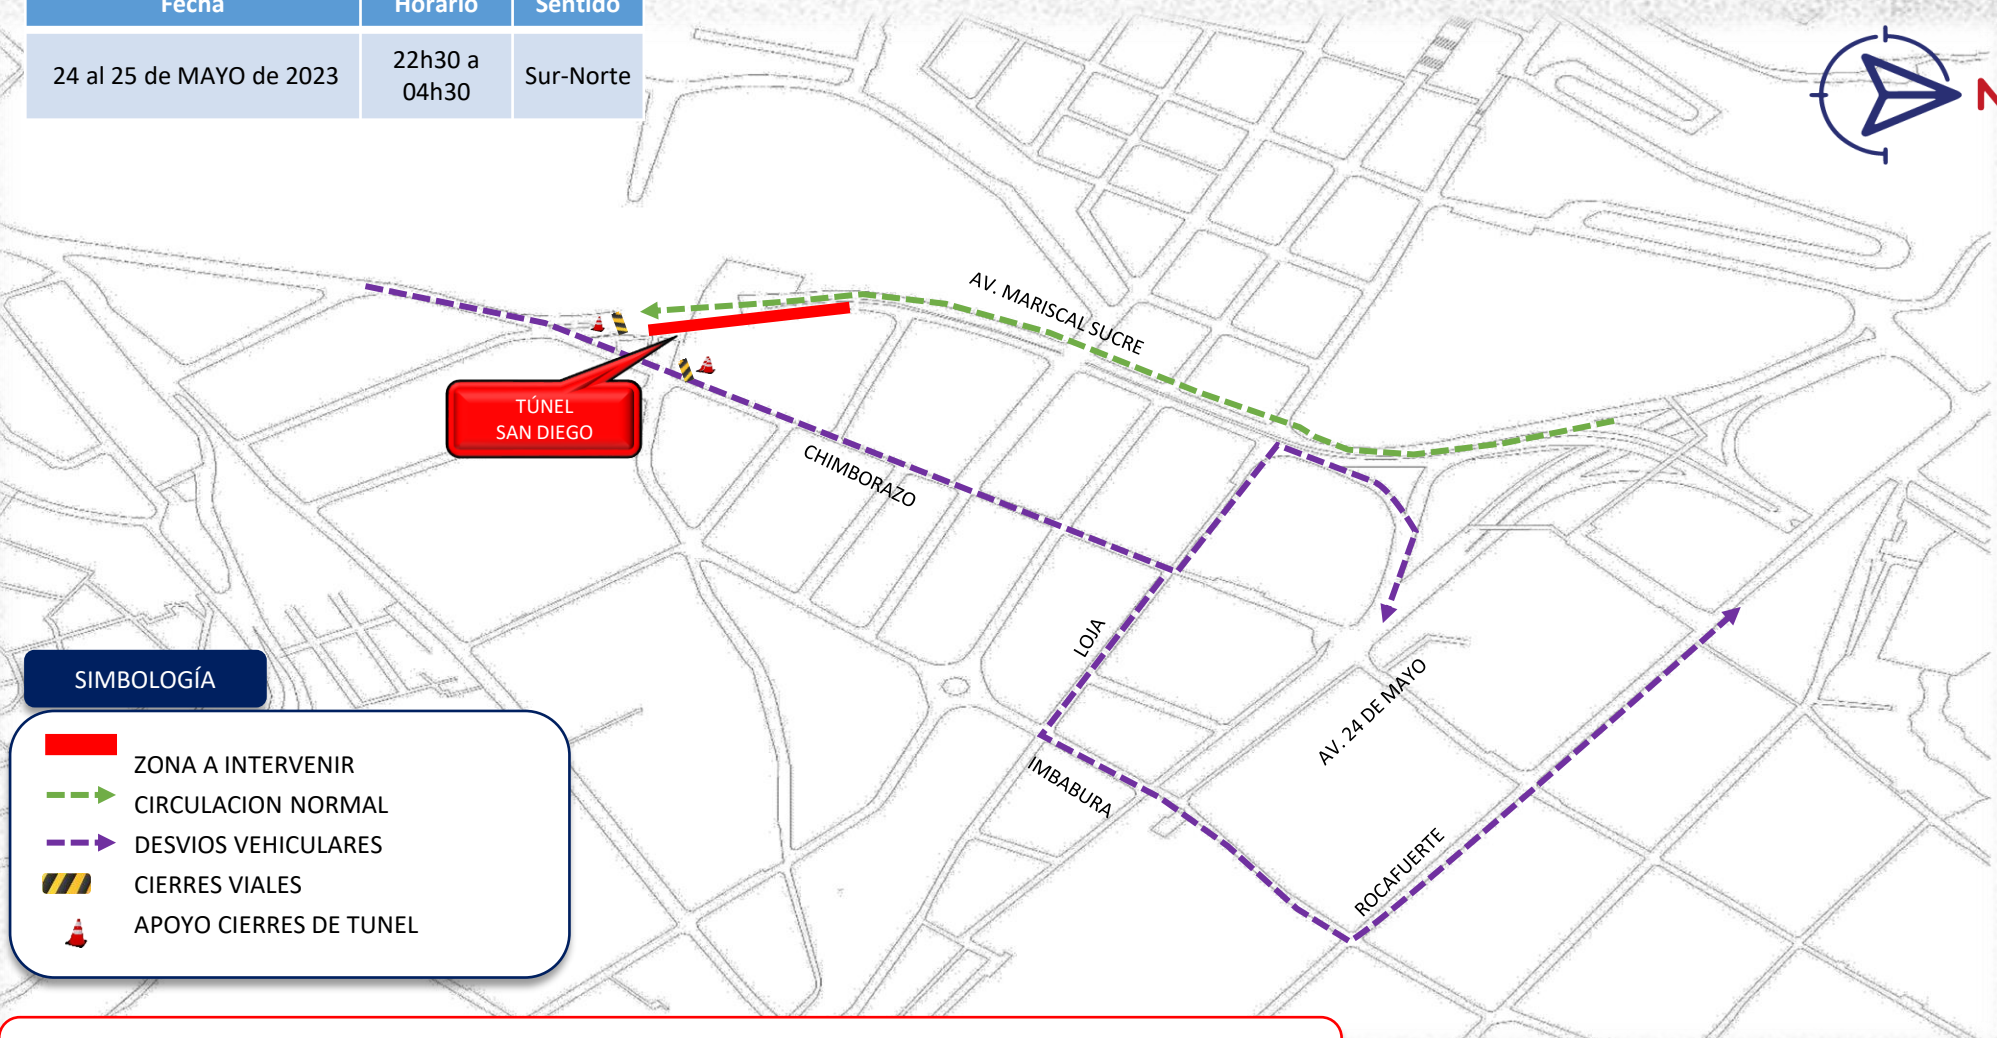 Fecha
Horario
Sentido
24 al 25 de MAYO de 2023
22h30 a
04h30
Sur-Norte
N
AV. MARISCAL SUCRE
TÚNEL
SAN DIEGO
CHIMBORAZO
LOJA
AV. 24 DE MAYO
IMBABURA
ROCAFUERTE
SIMBOLOGÍA
ZONA A INTERVENIR
CIRCULACION NORMAL
DESVIOS VEHICULARES
CIERRES VIALES
APOYO CIERRES DE TUNEL